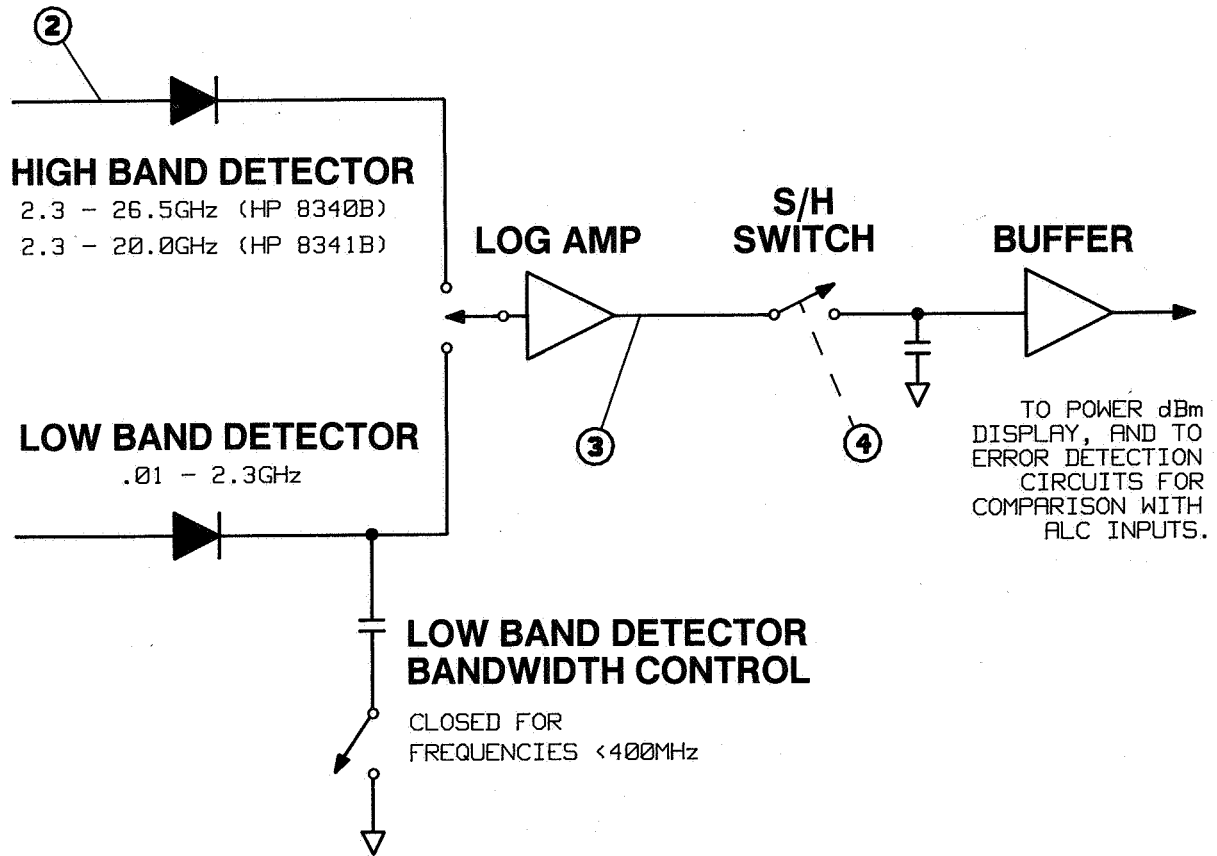 2
HIGH BAND DETECTOR
2.3 - 26.5GHz (HP 8340B)
2.3 - 20.0GHz (HP 8341B)
LOG AMP
S/H
SWITCH
BUFFER
3
4
TO POWER dBm
DISPLAY, AND TO
ERROR DETECTION
CIRCUITS FOR
COMPARISON WITH
ALC INPUTS.
LOW BAND DETECTOR
.01 - 2.3GHz
LOW BAND DETECTOR
BANDWIDTH CONTROL
CLOSED FOR
FREQUENCIES <400MHz